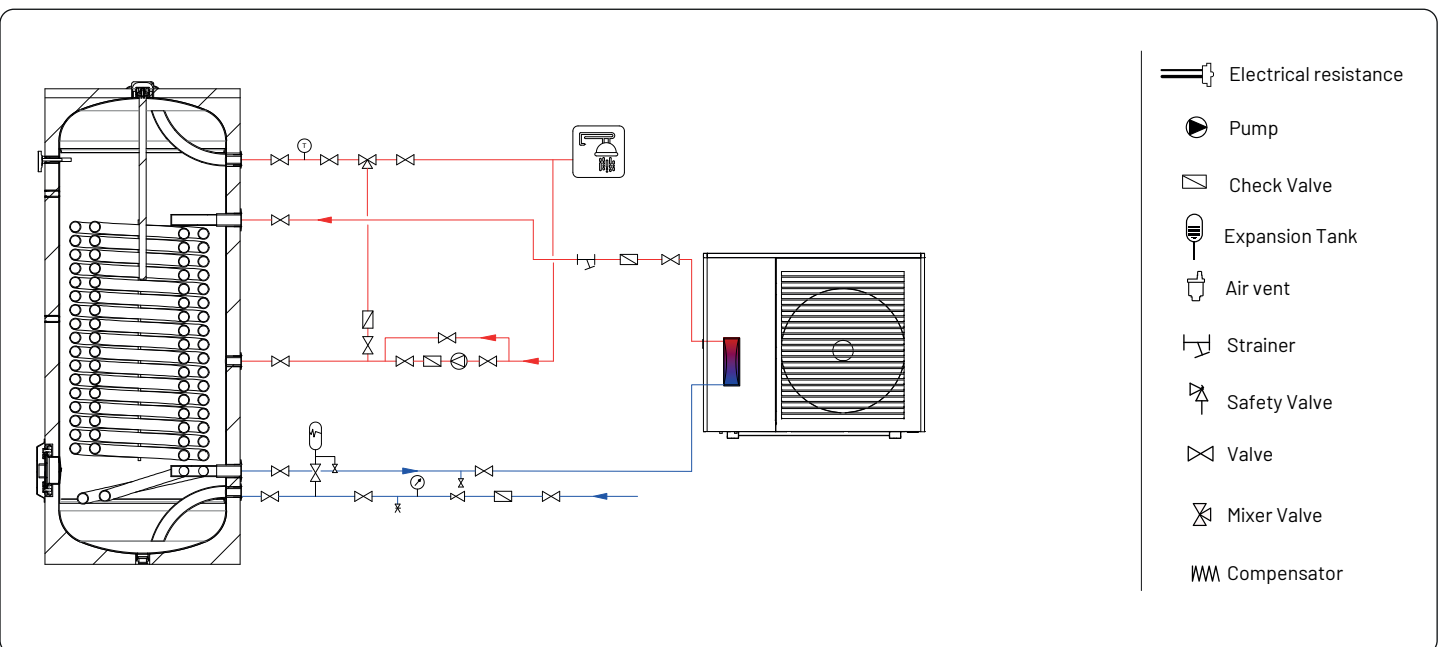 T
Electrical resistance
Pump
Check Valve
Expansion Tank
Air vent
Strainer
Safety Valve
Valve
Mixer Valve
Compensator